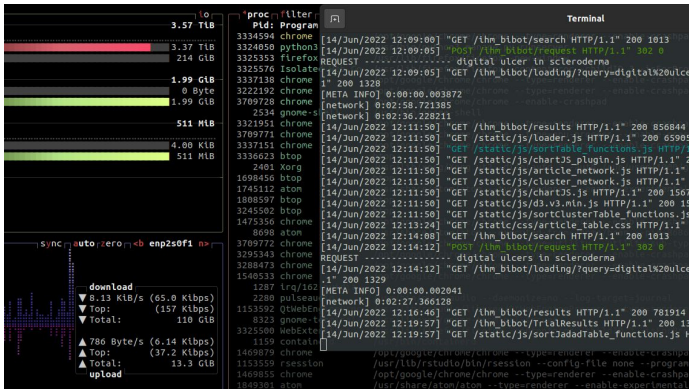 io
3.57 TiB
3.37 TiB
214 GiB
1.99 GiB
0 Byte
1.99 GiB
511 MiB
4.00 KiB
511 MiB
sync auto zero <b enp2s0f1 n>
download
▼ 8.13 KiB/s (65.0 Kibps)
▼ Top: (157 Kibps)
▼ Total: 110 GiB
▲ 786 Byte/s (6.14 Kibps)
▲ Top: (37.2 Kibps)
▲ Total: 13.3 GiB
upload
proc filter
Pid: Program
3334594 chrome
3324050 python3
3325353 firefox
3325576 Isolate
3337138 chrome
3222192 chrome
3709728 chrome
2534 gnome-s
3321951 chrome
3709771 chrome
3337151 chrome
3336623 btop
2401 Xorg
1698456 btop
1745112 atom
1808597 btop
3245502 btop
1475356 chrome
8698 atom
3709772 chrome
3295343 chrome
3288473 chrome
1540533 chrome
1287 irq/162
2280 pulseau
1153592 QtWebEn
8323 gnome-t
3325500 WebExte
1159 contain
1469879 chrome /opt/google/chrome/chrome --type=renderer --enable-crashpa
1153559 rsession /usr/lib/rstudio/bin/rsession --config-file none --program
1469855 chrome /opt/google/chrome/chrome --type=renderer --enable-crashpa
1849301 atom /usr/share/atom/atom --type=renderer --enable-experimental
Terminal
[14/Jun/2022 12:09:00] "GET /ihm_bibot/search HTTP/1.1" 200 1013
[14/Jun/2022 12:09:05] "POST /ihm_bibot/request HTTP/1.1" 302 0
REQUEST ---------------- digital ulcer in scleroderma
[14/Jun/2022 12:09:05] "GET /ihm_bibot/loading/?query=digital%20ulce
1" 200 1328
[META INFO] 0:00:00.003872
[network] 0:02:58.721385
[network] 0:02:36.228211
[14/Jun/2022 12:11:50] "GET /ihm_bibot/results HTTP/1.1" 200 856844
[14/Jun/2022 12:11:50] "GET /static/js/loader.js HTTP/1.1" 200 65905
[14/Jun/2022 12:11:50] "GET /static/js/sortTable_functions.js HTTP/1
[14/Jun/2022 12:11:50] "GET /static/js/chartJS_plugin.js HTTP/1.1" 2
[14/Jun/2022 12:11:50] "GET /static/js/article_network.js HTTP/1.1"
[14/Jun/2022 12:11:50] "GET /static/js/cluster_network.js HTTP/1.1"
[14/Jun/2022 12:11:50] "GET /static/js/chartJS.js HTTP/1.1" 200 1567
[14/Jun/2022 12:11:50] "GET /static/js/d3.v3.min.js HTTP/1.1" 200 15
[14/Jun/2022 12:11:50] "GET /static/js/sortClusterTable_functions.js
[14/Jun/2022 12:13:24] "GET /static/css/article_table.css HTTP/1.1"
[14/Jun/2022 12:14:08] "GET /ihm_bibot/search HTTP/1.1" 200 1013
[14/Jun/2022 12:14:12] "POST /ihm_bibot/request HTTP/1.1" 302 0
REQUEST ---------------- digital ulcers in scleroderma
[14/Jun/2022 12:14:12] "GET /ihm_bibot/loading/?query=digital%20ulce
.1" 200 1329
[META INFO] 0:00:00.002041
[network] 0:02:27.366128
[14/Jun/2022 12:16:46] "GET /ihm_bibot/results HTTP/1.1" 200 781914
[14/Jun/2022 12:19:57] "GET /ihm_bibot/TrialResults HTTP/1.1" 200 13
[14/Jun/2022 12:19:57] "GET /static/js/sortJadadTable_functions.js H